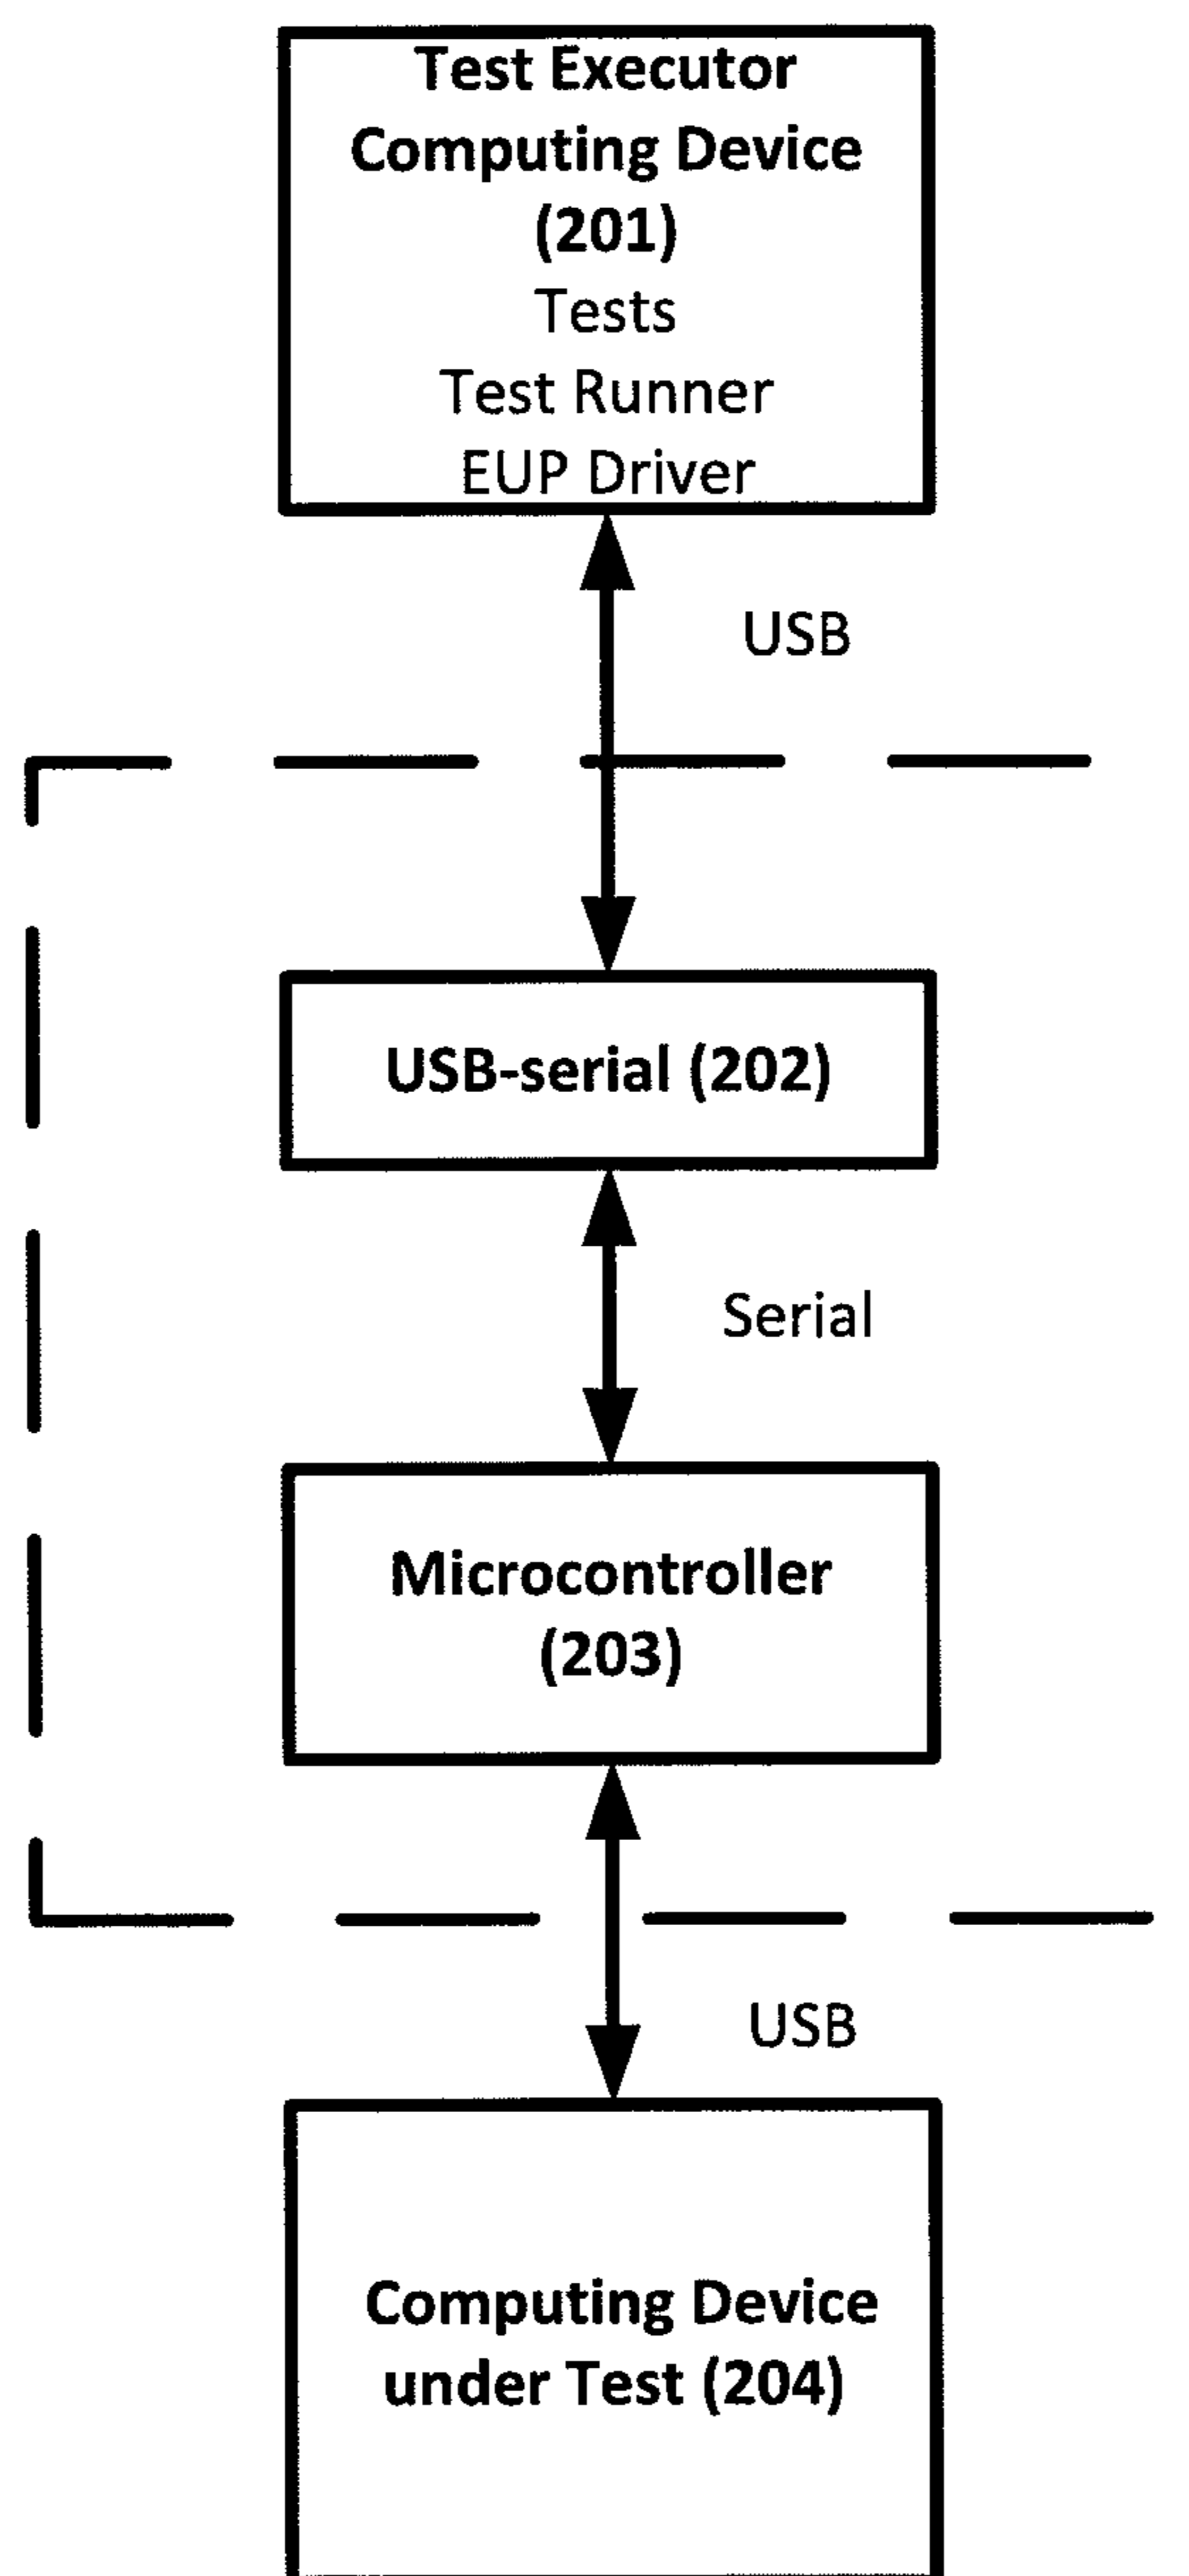 Test Executor
Computing Device
(201)
Tests
Test Runner
EUP Driver
USB
USB-serial (202)
Serial
Microcontroller
(203)
USB
Computing Device
under Test (204)